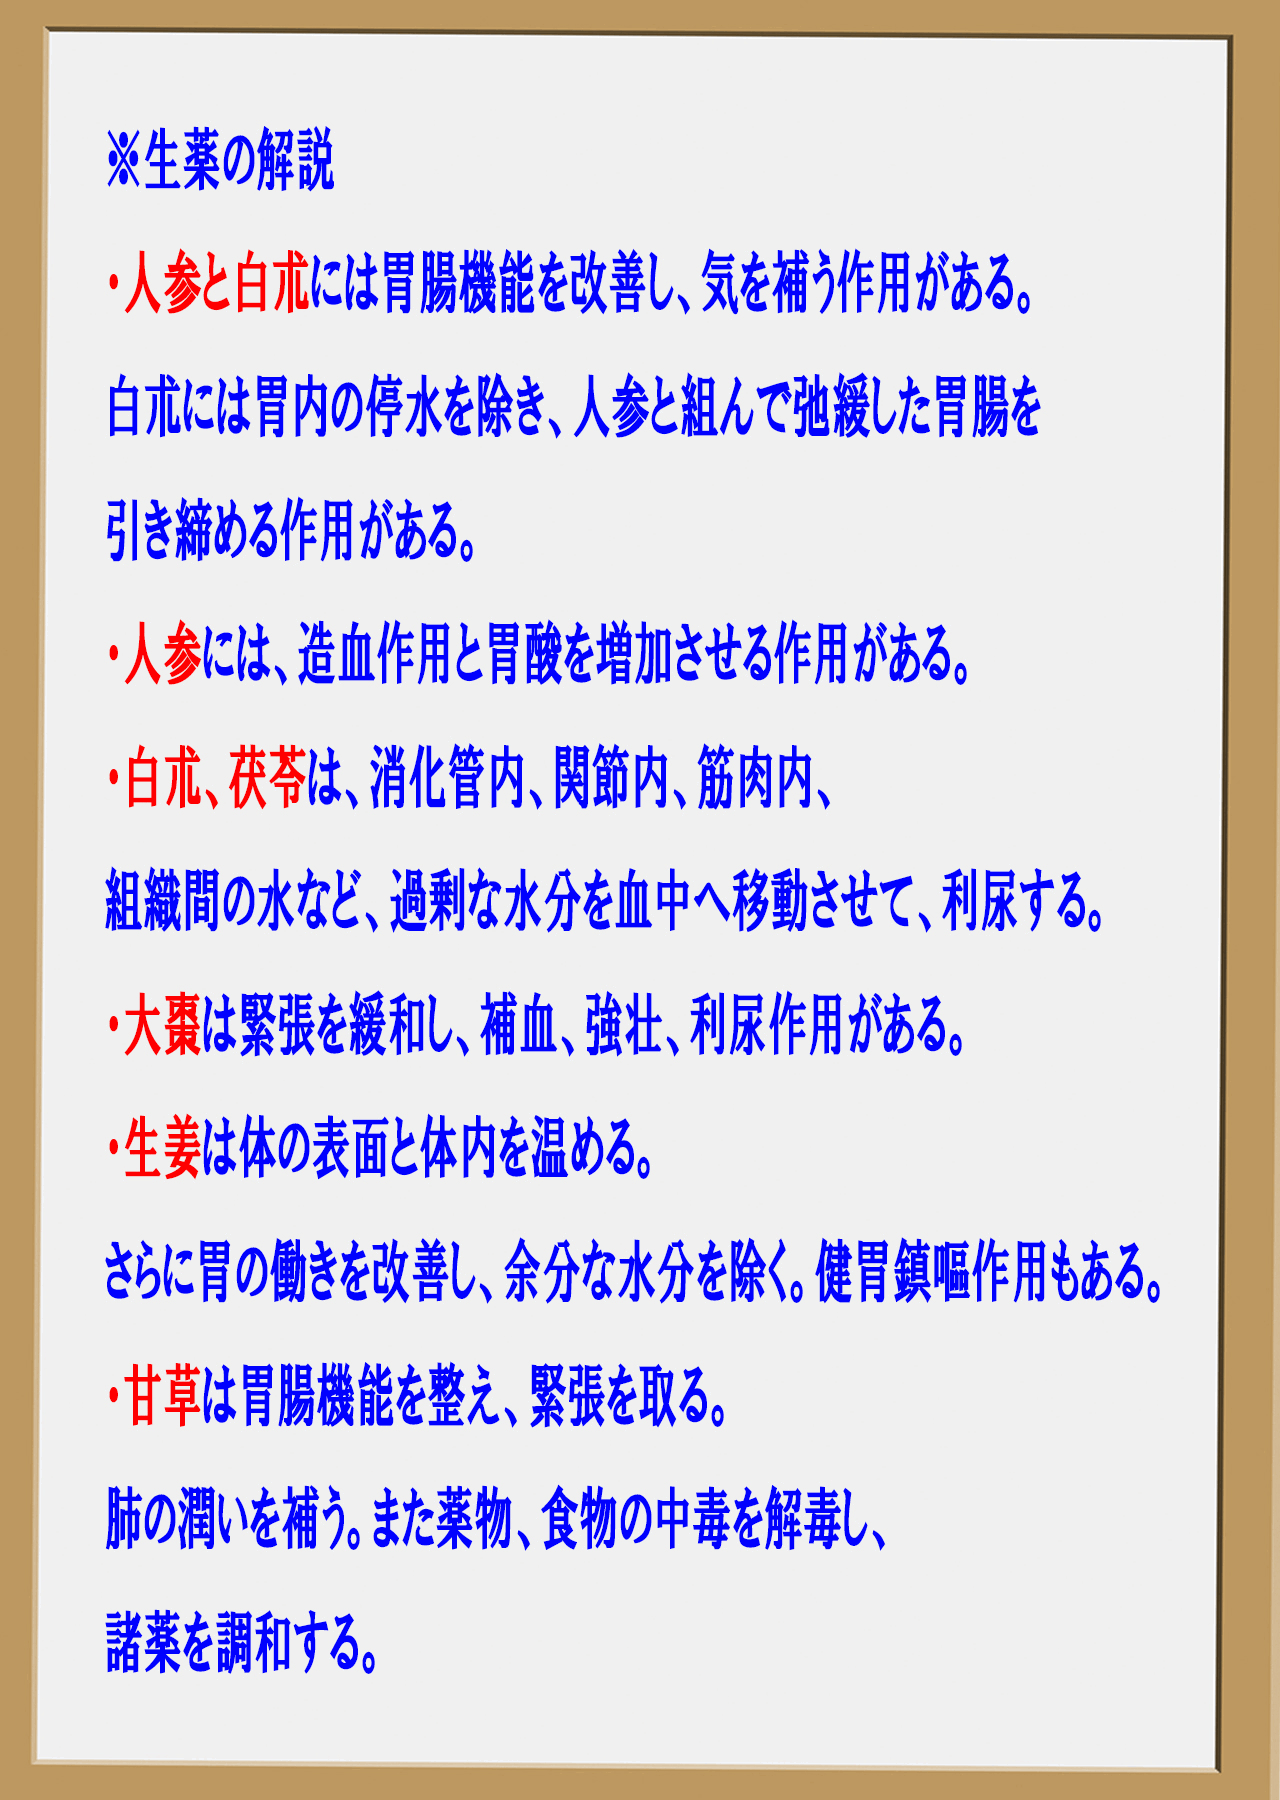 ※生薬の解説
・人参と白朮には胃腸機能を改善し、気を補う作用がある。
白朮には胃内の停水を除き、人参と組んで弛緩した胃腸を
引き締める作用がある。
・人参には、造血作用と胃酸を増加させる作用がある。
・白朮、茯苓は、消化管内、関節内、筋肉内、
組織間の水など、過剰な水分を血中へ移動させて、利尿する。
・大棗は緊張を緩和し、補血、強壮、利尿作用がある。
・生姜は体の表面と体内を温める。
さらに胃の働きを改善し、余分な水分を除く。健胃鎮嘔作用もある。
・甘草は胃腸機能を整え、緊張を取る。
肺の潤いを補う。また薬物、食物の中毒を解毒し、
諸薬を調和する。